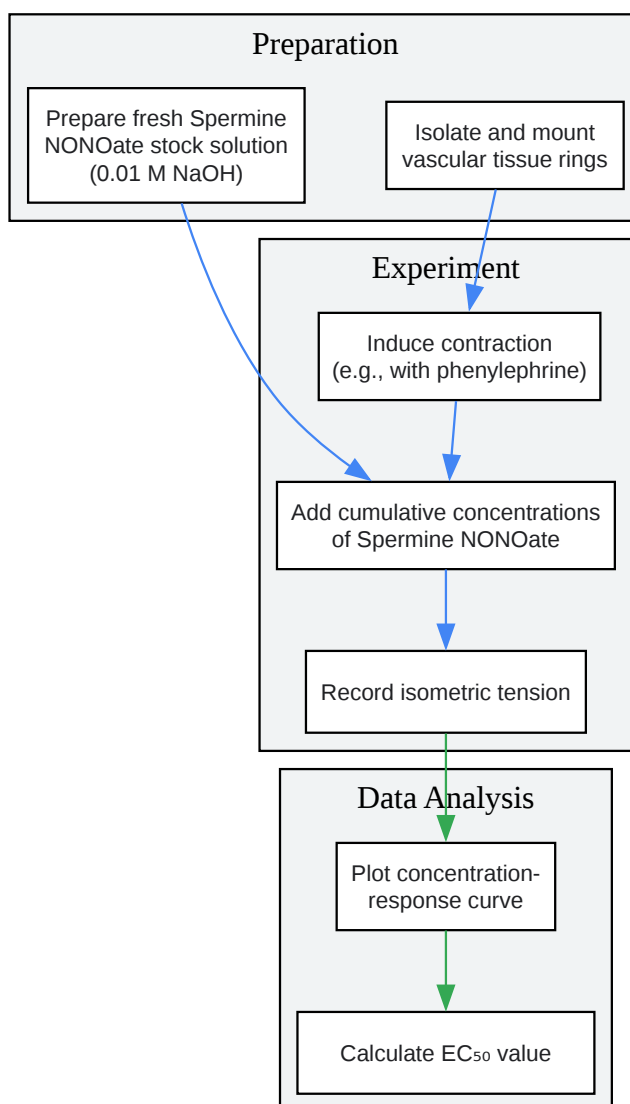 Preparation
Prepare fresh Spermine
NONOate stock solution
(0.01 M NaOH)
Isolate and mount
vascular tissue rings
Experiment
Induce contraction
(e.g., with phenylephrine)
Add cumulative concentrations
of Spermine NONOate
Record isometric tension
Data Analysis
Plot concentration-
response curve
Calculate EC₅₀ value